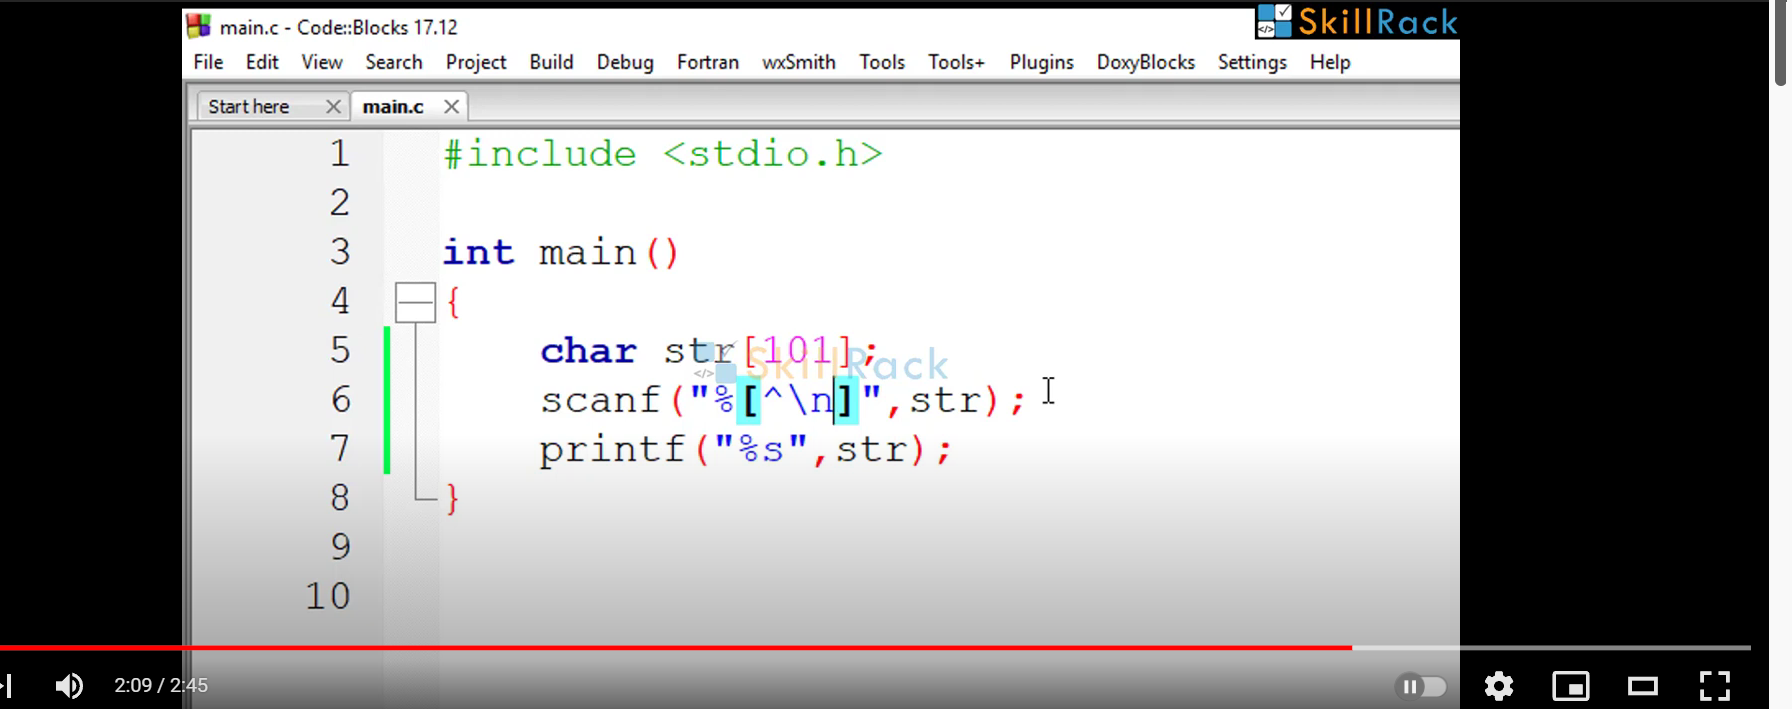 main.c - Code::Blocks 17.12
SkillRack
File Edit View Search Project Build Debug Fortran wxSmith Tools Tools+ Plugins DoxyBlocks Settings Help
Start here main.c
1 #include <stdio.h>
2
3 int main()
4 {
5 char str[101];
SkillRack
6 scanf("%[^\n]",str);
7 printf("%s",str);
8 }
9
10
2:09 / 2:45